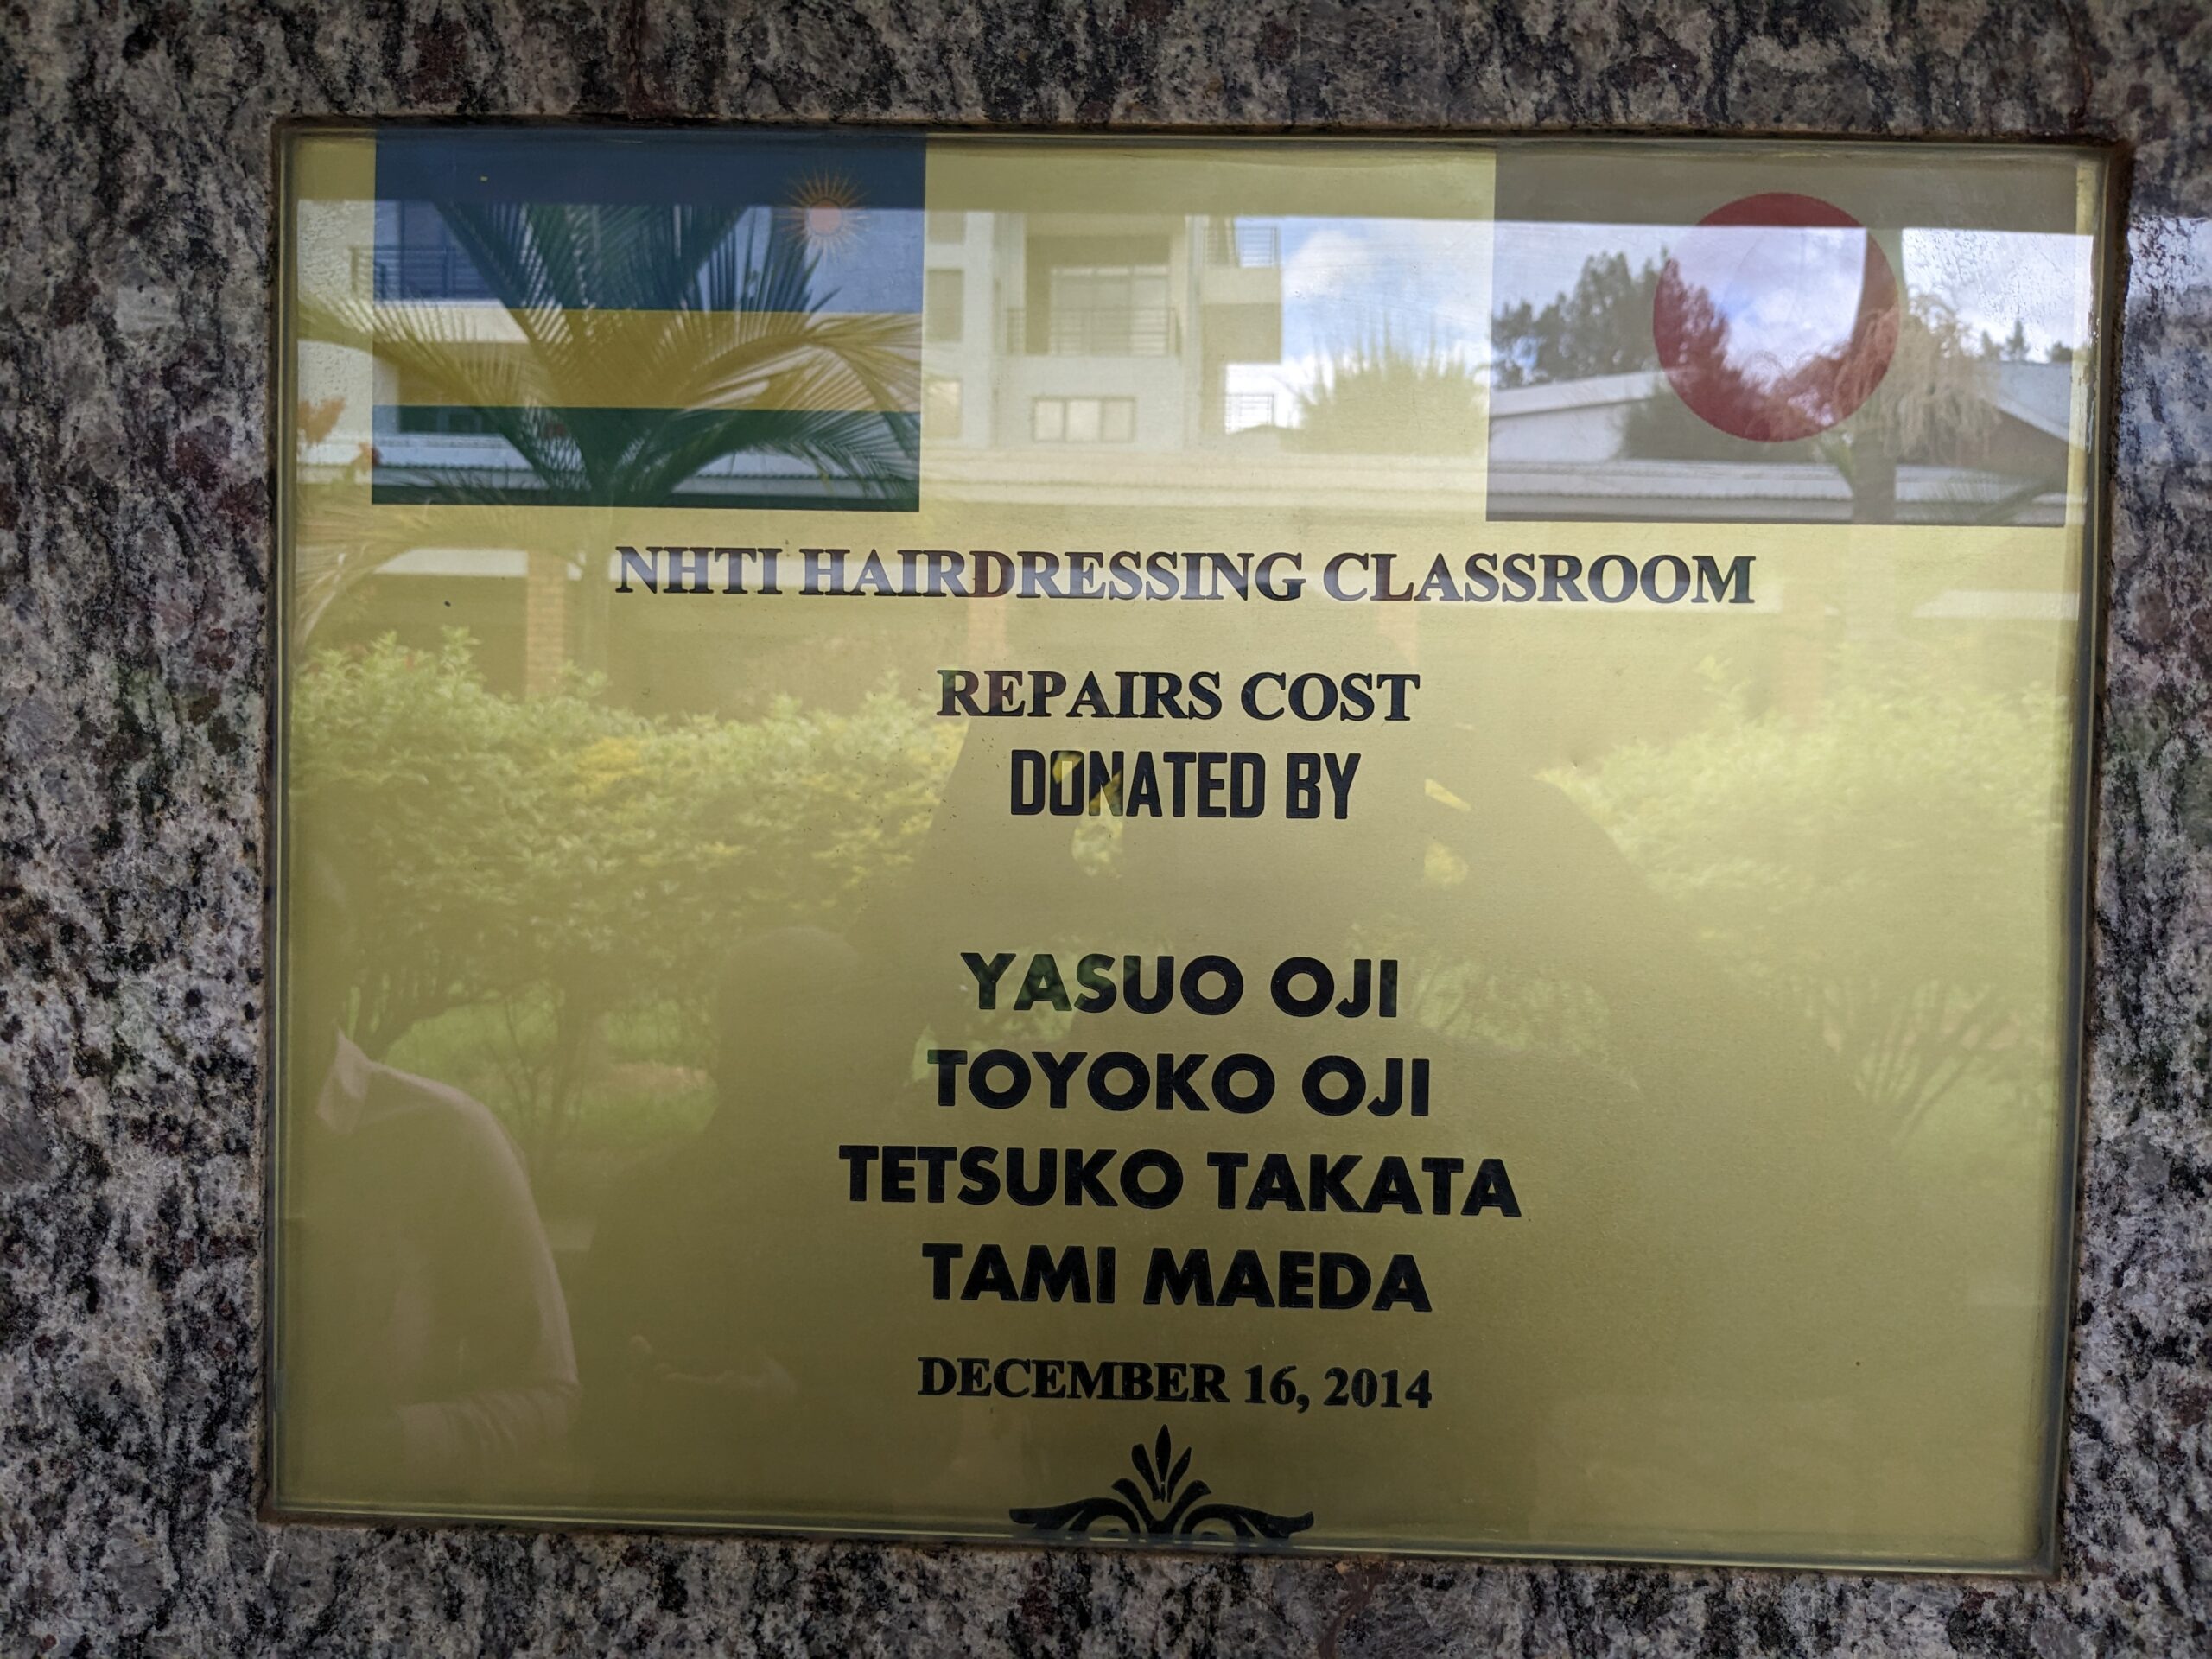 NHTI HAIRDRESSING CLASSROOM
REPAIRS COST
DONATED BY
YASUO OJI
TOYOKO OJI
TETSUKO TAKATA
TAMI MAEDA
DECEMBER 16, 2014